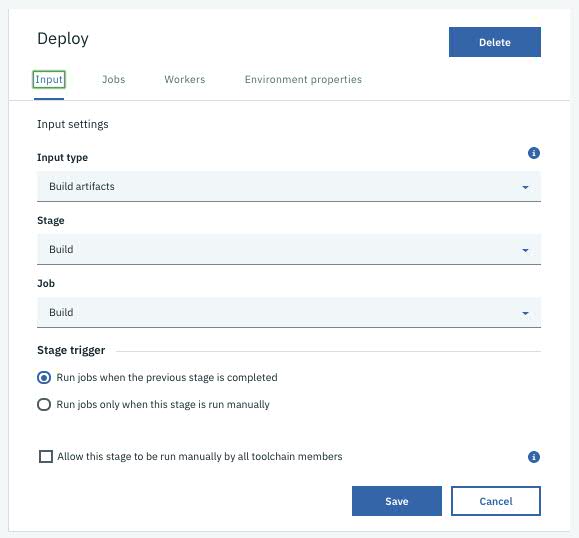 Deploy
Delete
Input Jobs Workers Environment properties
Input settings
Input type
Build artifacts
Stage
Build
Job
Build
Stage trigger
Run jobs when the previous stage is completed
Run jobs only when this stage is run manually
Allow this stage to be run manually by all toolchain members
Save Cancel